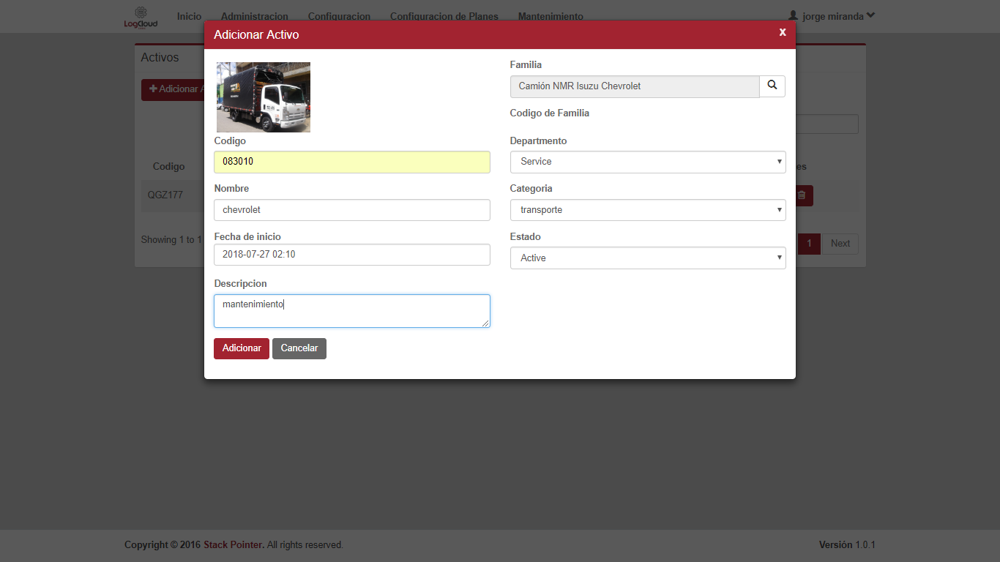 LogCloud
Inicio Administracion Configuracion Configuracion de Planes Mantenimiento jorge miranda
Adicionar Activo x
Activos
Adicionar A
Familia
Camión NMR Isuzu Chevrolet
Codigo de Familia
Codigo
083010
Departmento
Service
Codigo
es
Nombre
chevrolet
Categoria
transporte
QGZ177
Fecha de inicio
2018-07-27 02:10
Estado
Active
Showing 1 to 1
1 Next
Descripcion
mantenimiento
Adicionar Cancelar
Copyright © 2016 Stack Pointer. All rights reserved. Versión 1.0.1